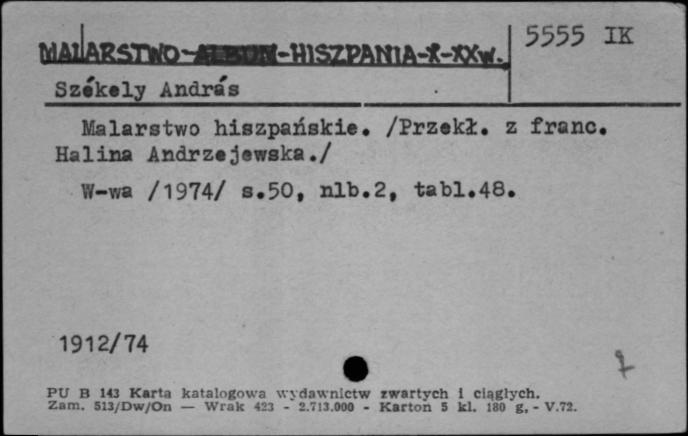 5555 IK
MALARSTWO-ALBUM-HISZPANIA-X-XXw.
Székely András
Malarstwo hiszpańskie. /Przekł. z franc.
Halina Andrzejewska./
W-wa /1974/ s.50, nlb.2, tabl.48.
1912/74
PU B 143 Karta katalogowa wydawnictw zwartych i ciągłych.
Zam. 513/Dw/On — Wrak 423 - 2.713.000 - Karton 5 kl. 180 g. - V.72.